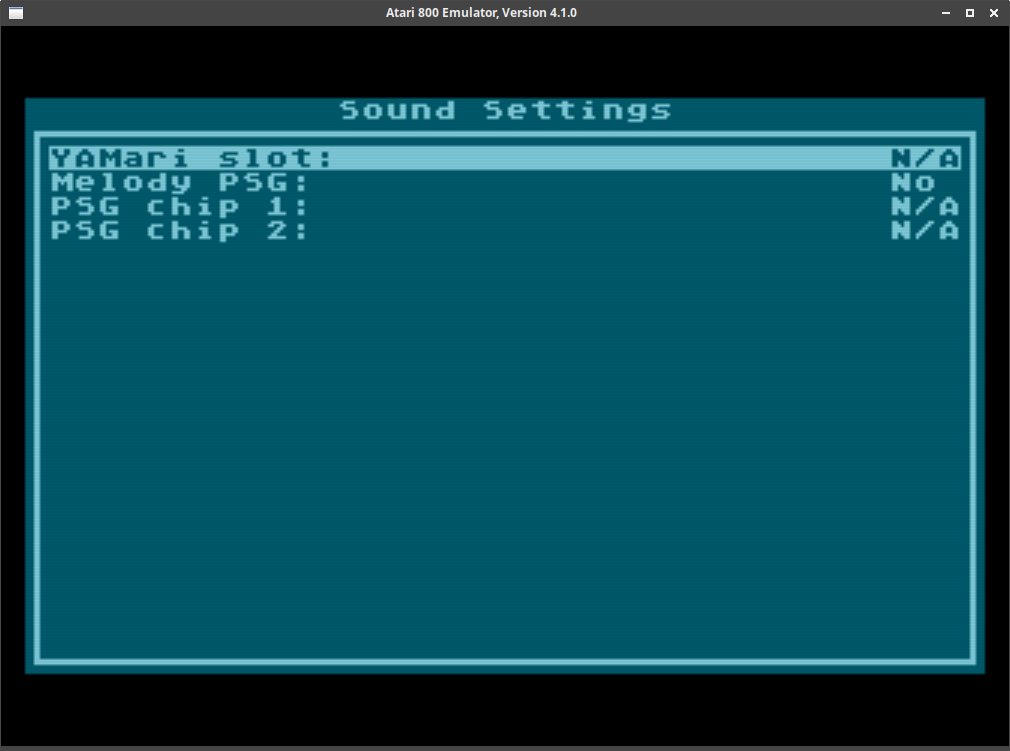 Atari 800 Emulator, Version 4.1.0
Sound Settings
YAMari slot: N/A
Melody PSG: No
PSG chip 1: N/A
PSG chip 2: N/A